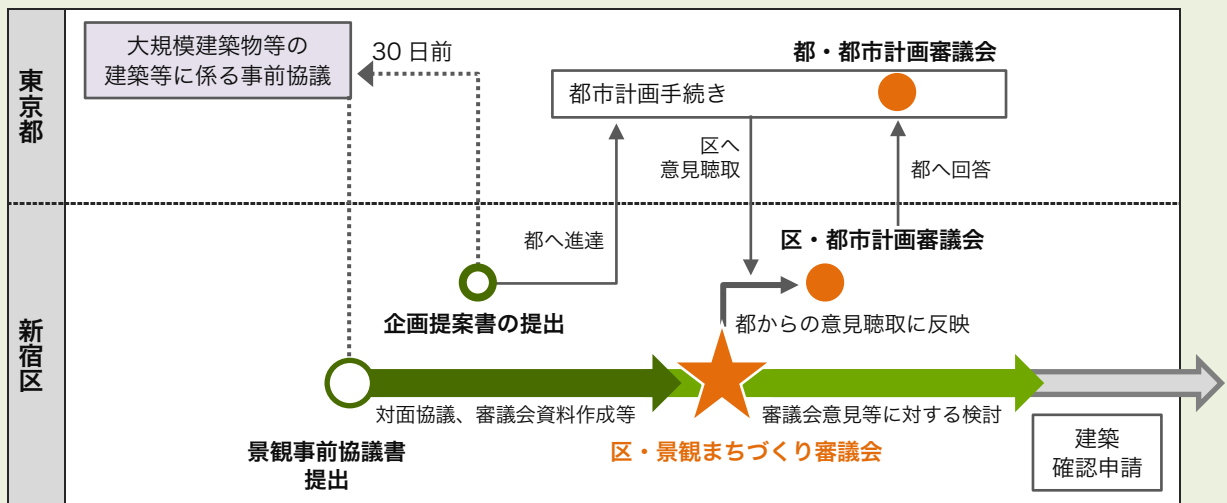 東京都
大規模建築物等の
建築等に係る事前協議
30 日前
都・都市計画審議会
都市計画手続き
区へ
意見聴取
都へ回答
新宿区
都へ進達
区・都市計画審議会
企画提案書の提出
都からの意見聴取に反映
対面協議、審議会資料作成等
審議会意見等に対する検討
景観事前協議書
提出
区・景観まちづくり審議会
建築
確認申請